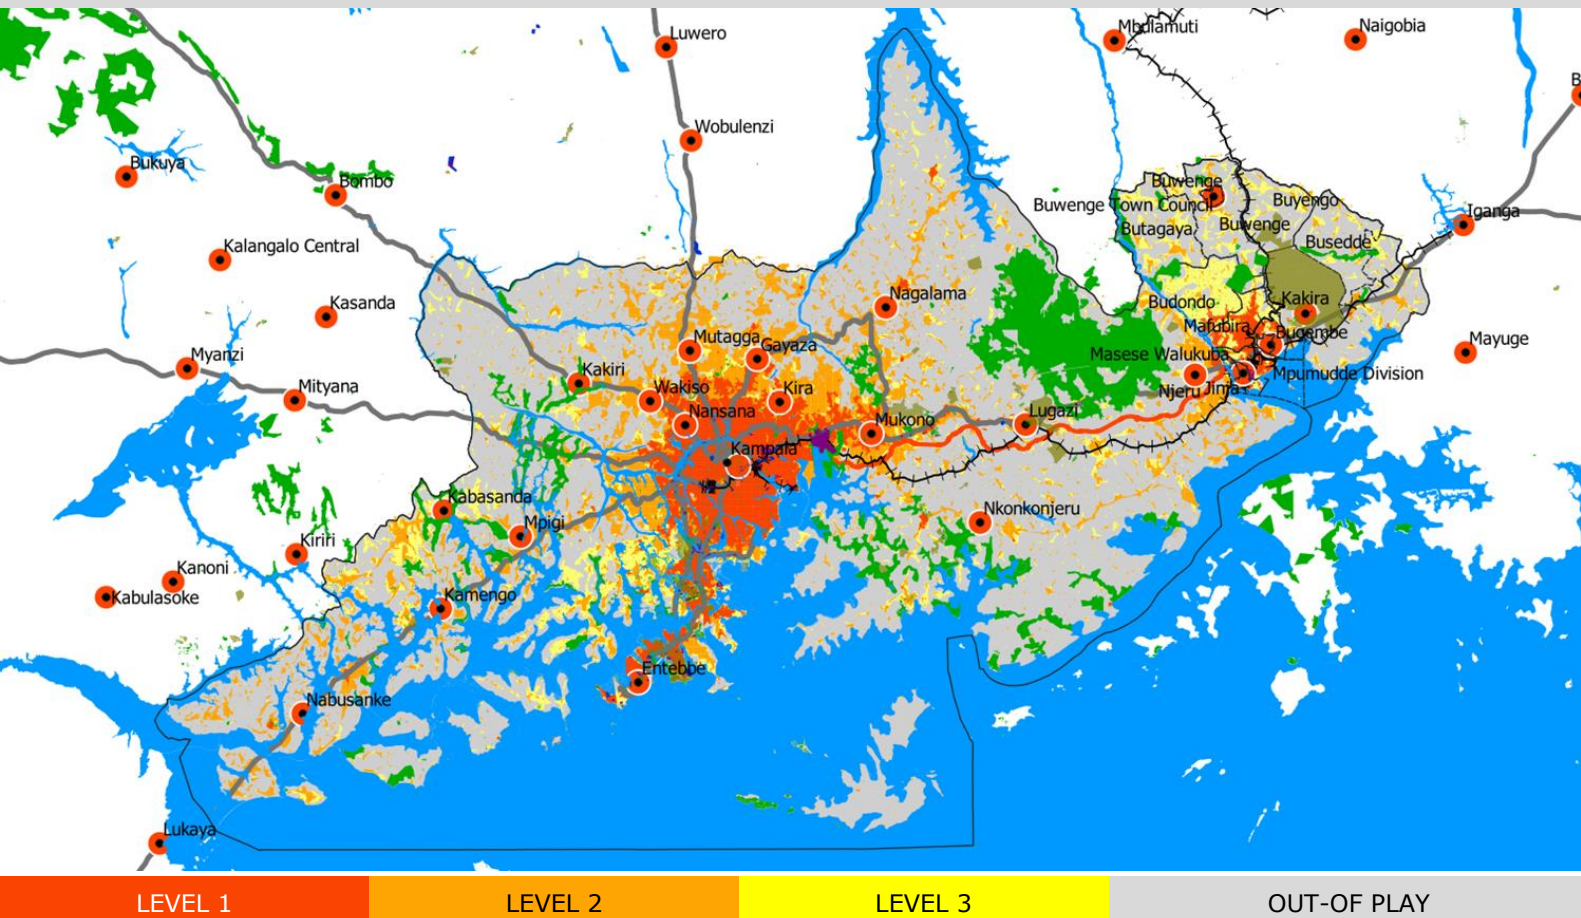 Mbulamuti
Naigobia
Luwero
B
Wobulenzi
Bukuya
Bombo
Buwenge
Buwenge Town Council
Buyengo
Iganga
Butagaya
Buwenge
Busedde
Kalangalo Central
Nagalama
Kasanda
Budondo
Kakira
Mutagga
Gayaza
Mafubira
Bugembe
Mayuge
Myanzi
Masese Walukuba
Kakiri
Mpumudde Division
Mityana
Wakiso
Kira
Njeru
Jinja
Nansana
Mukono
Lugazi
Kampala
Kabasanda
Nkonkonjeru
Mpigi
Kiriri
Kanoni
Kabulasoke
Kamengo
Entebbe
Nabusanke
Lukaya
LEVEL 1
LEVEL 2
LEVEL 3
OUT-OF PLAY